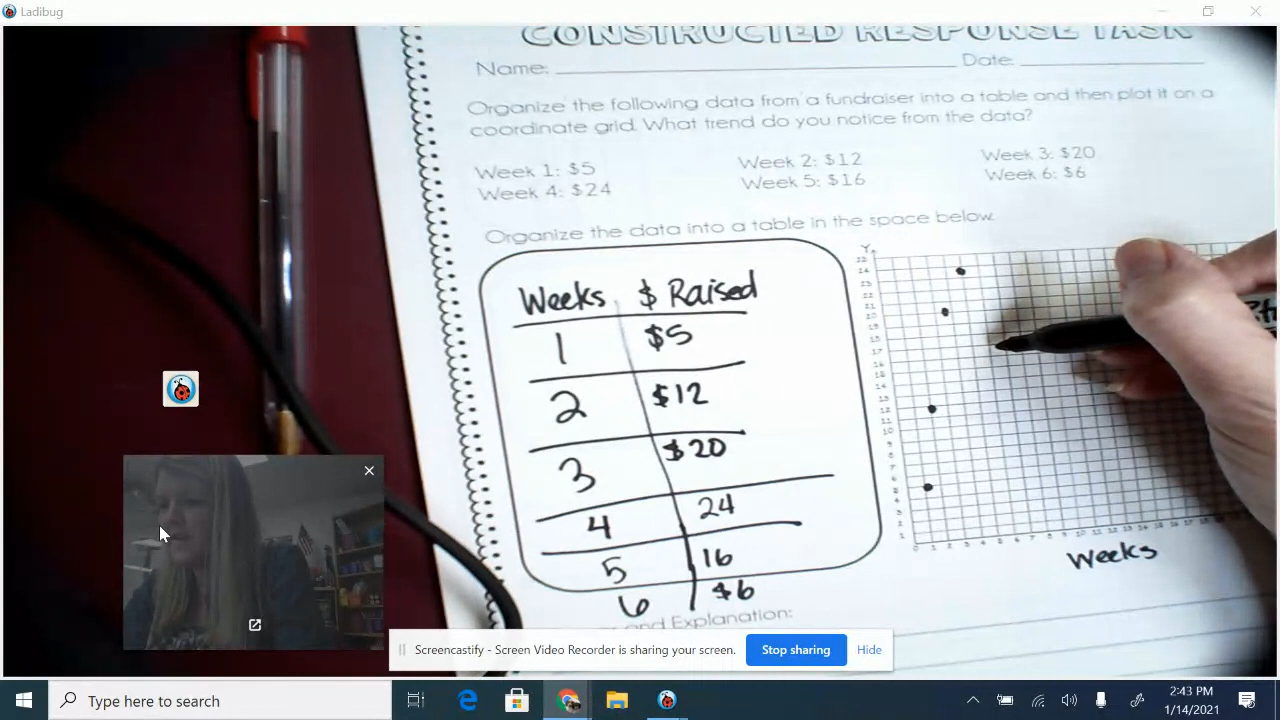 Ladibug
CONSTRUCTED RESPONSE TASK
Name: Date:
Organize the following data from a fundraiser into a table and then plot it on a
coordinate grid. What trend do you notice from the data?
Week 1: $5 Week 2: $12 Week 3: $20
Week 4: $24 Week 5: $16 Week 6: $6
Organize the data into a table in the space below.
Weeks $ Raised
1 $5
2 $12
3 $20
4 24
5 16
6 $6
Y
Weeks
and Explanation:
Screencastify - Screen Video Recorder is sharing your screen.
Stop sharing
Hide
Type here to search
2:43 PM
1/14/2021